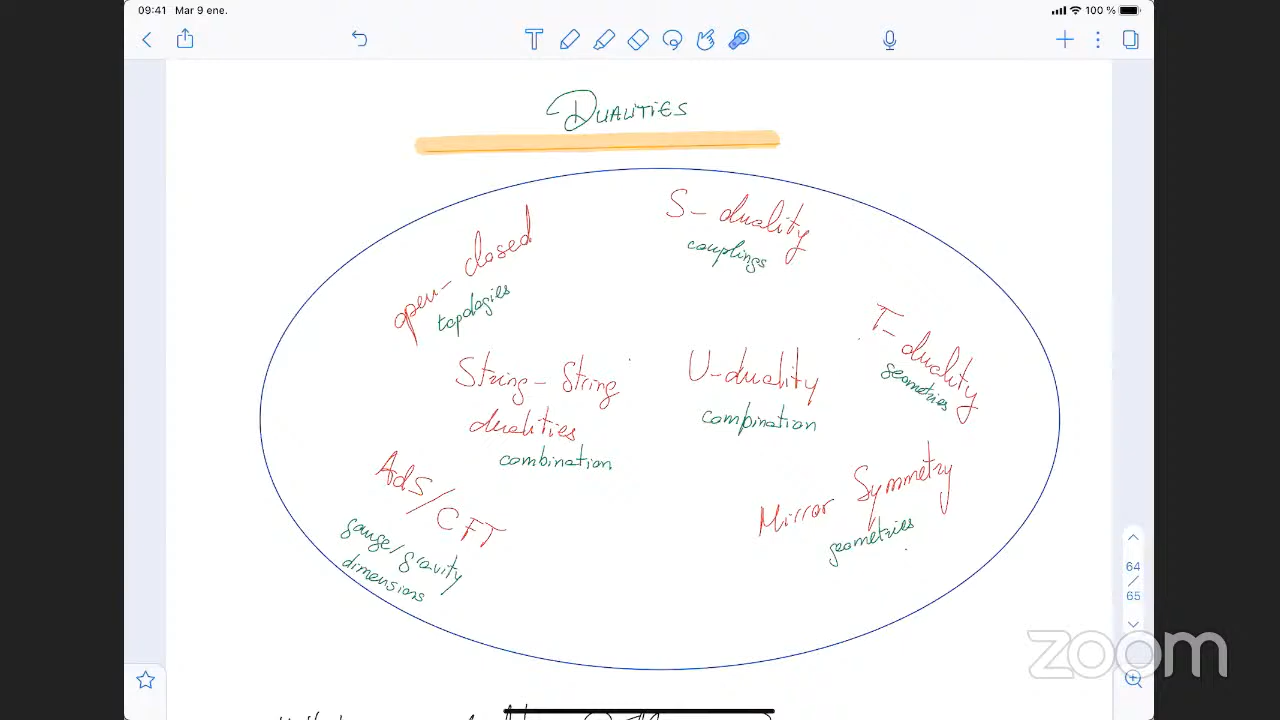 09:41 Mar 9 ene.
100 %
DUALITIES
S-duality
couplings
open-closed
topologies
T-duality
geometries
String-String
dualities
combination
U-duality
combination
AdS/CFT
gauge/gravity
dimensions
Mirror Symmetry
geometries
64
/
65
zoom